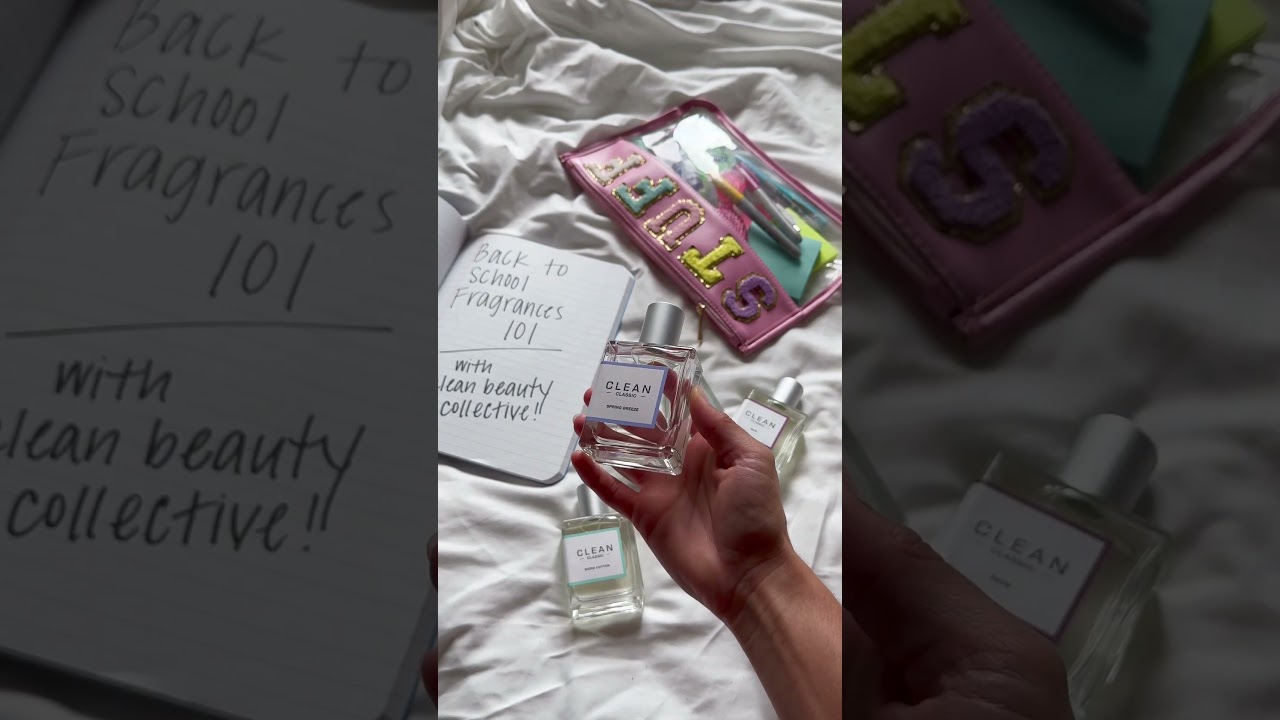 Back to
school
Fragrances
101
with
clean beauty
collective!!
STUFF
CLEAN
CLASSIC
SPRING BREEZE
CLEAN
CLASSIC
WARM COTTON
CLEAN
CLASSIC